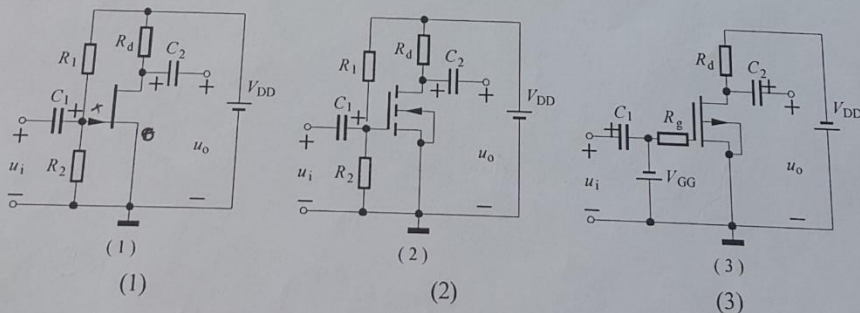 R1
Rd
C2
C1
VDD
ui
R2
uo
(1)
(1)
R1
Rd
C2
C1
VDD
ui
R2
uo
(2)
(2)
Rd
C2
C1
Rg
VDD
ui
VGG
uo
(3)
(3)